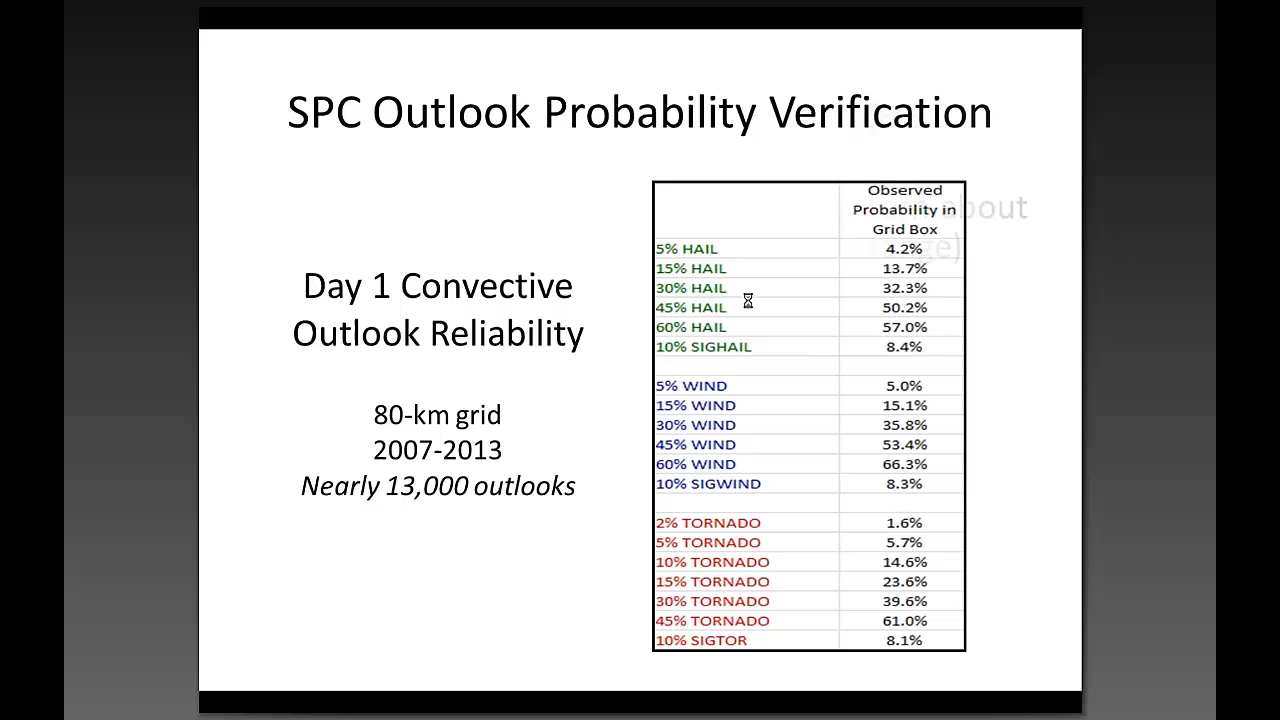 SPC Outlook Probability Verification
Day 1 Convective
Outlook Reliability
80-km grid
2007-2013
Nearly 13,000 outlooks
Observed
Probability in
Grid Box
5% HAIL 4.2%
15% HAIL 13.7%
30% HAIL 32.3%
45% HAIL 50.2%
60% HAIL 57.0%
10% SIGHAIL 8.4%
5% WIND 5.0%
15% WIND 15.1%
30% WIND 35.8%
45% WIND 53.4%
60% WIND 66.3%
10% SIGWIND 8.3%
2% TORNADO 1.6%
5% TORNADO 5.7%
10% TORNADO 14.6%
15% TORNADO 23.6%
30% TORNADO 39.6%
45% TORNADO 61.0%
10% SIGTOR 8.1%
about